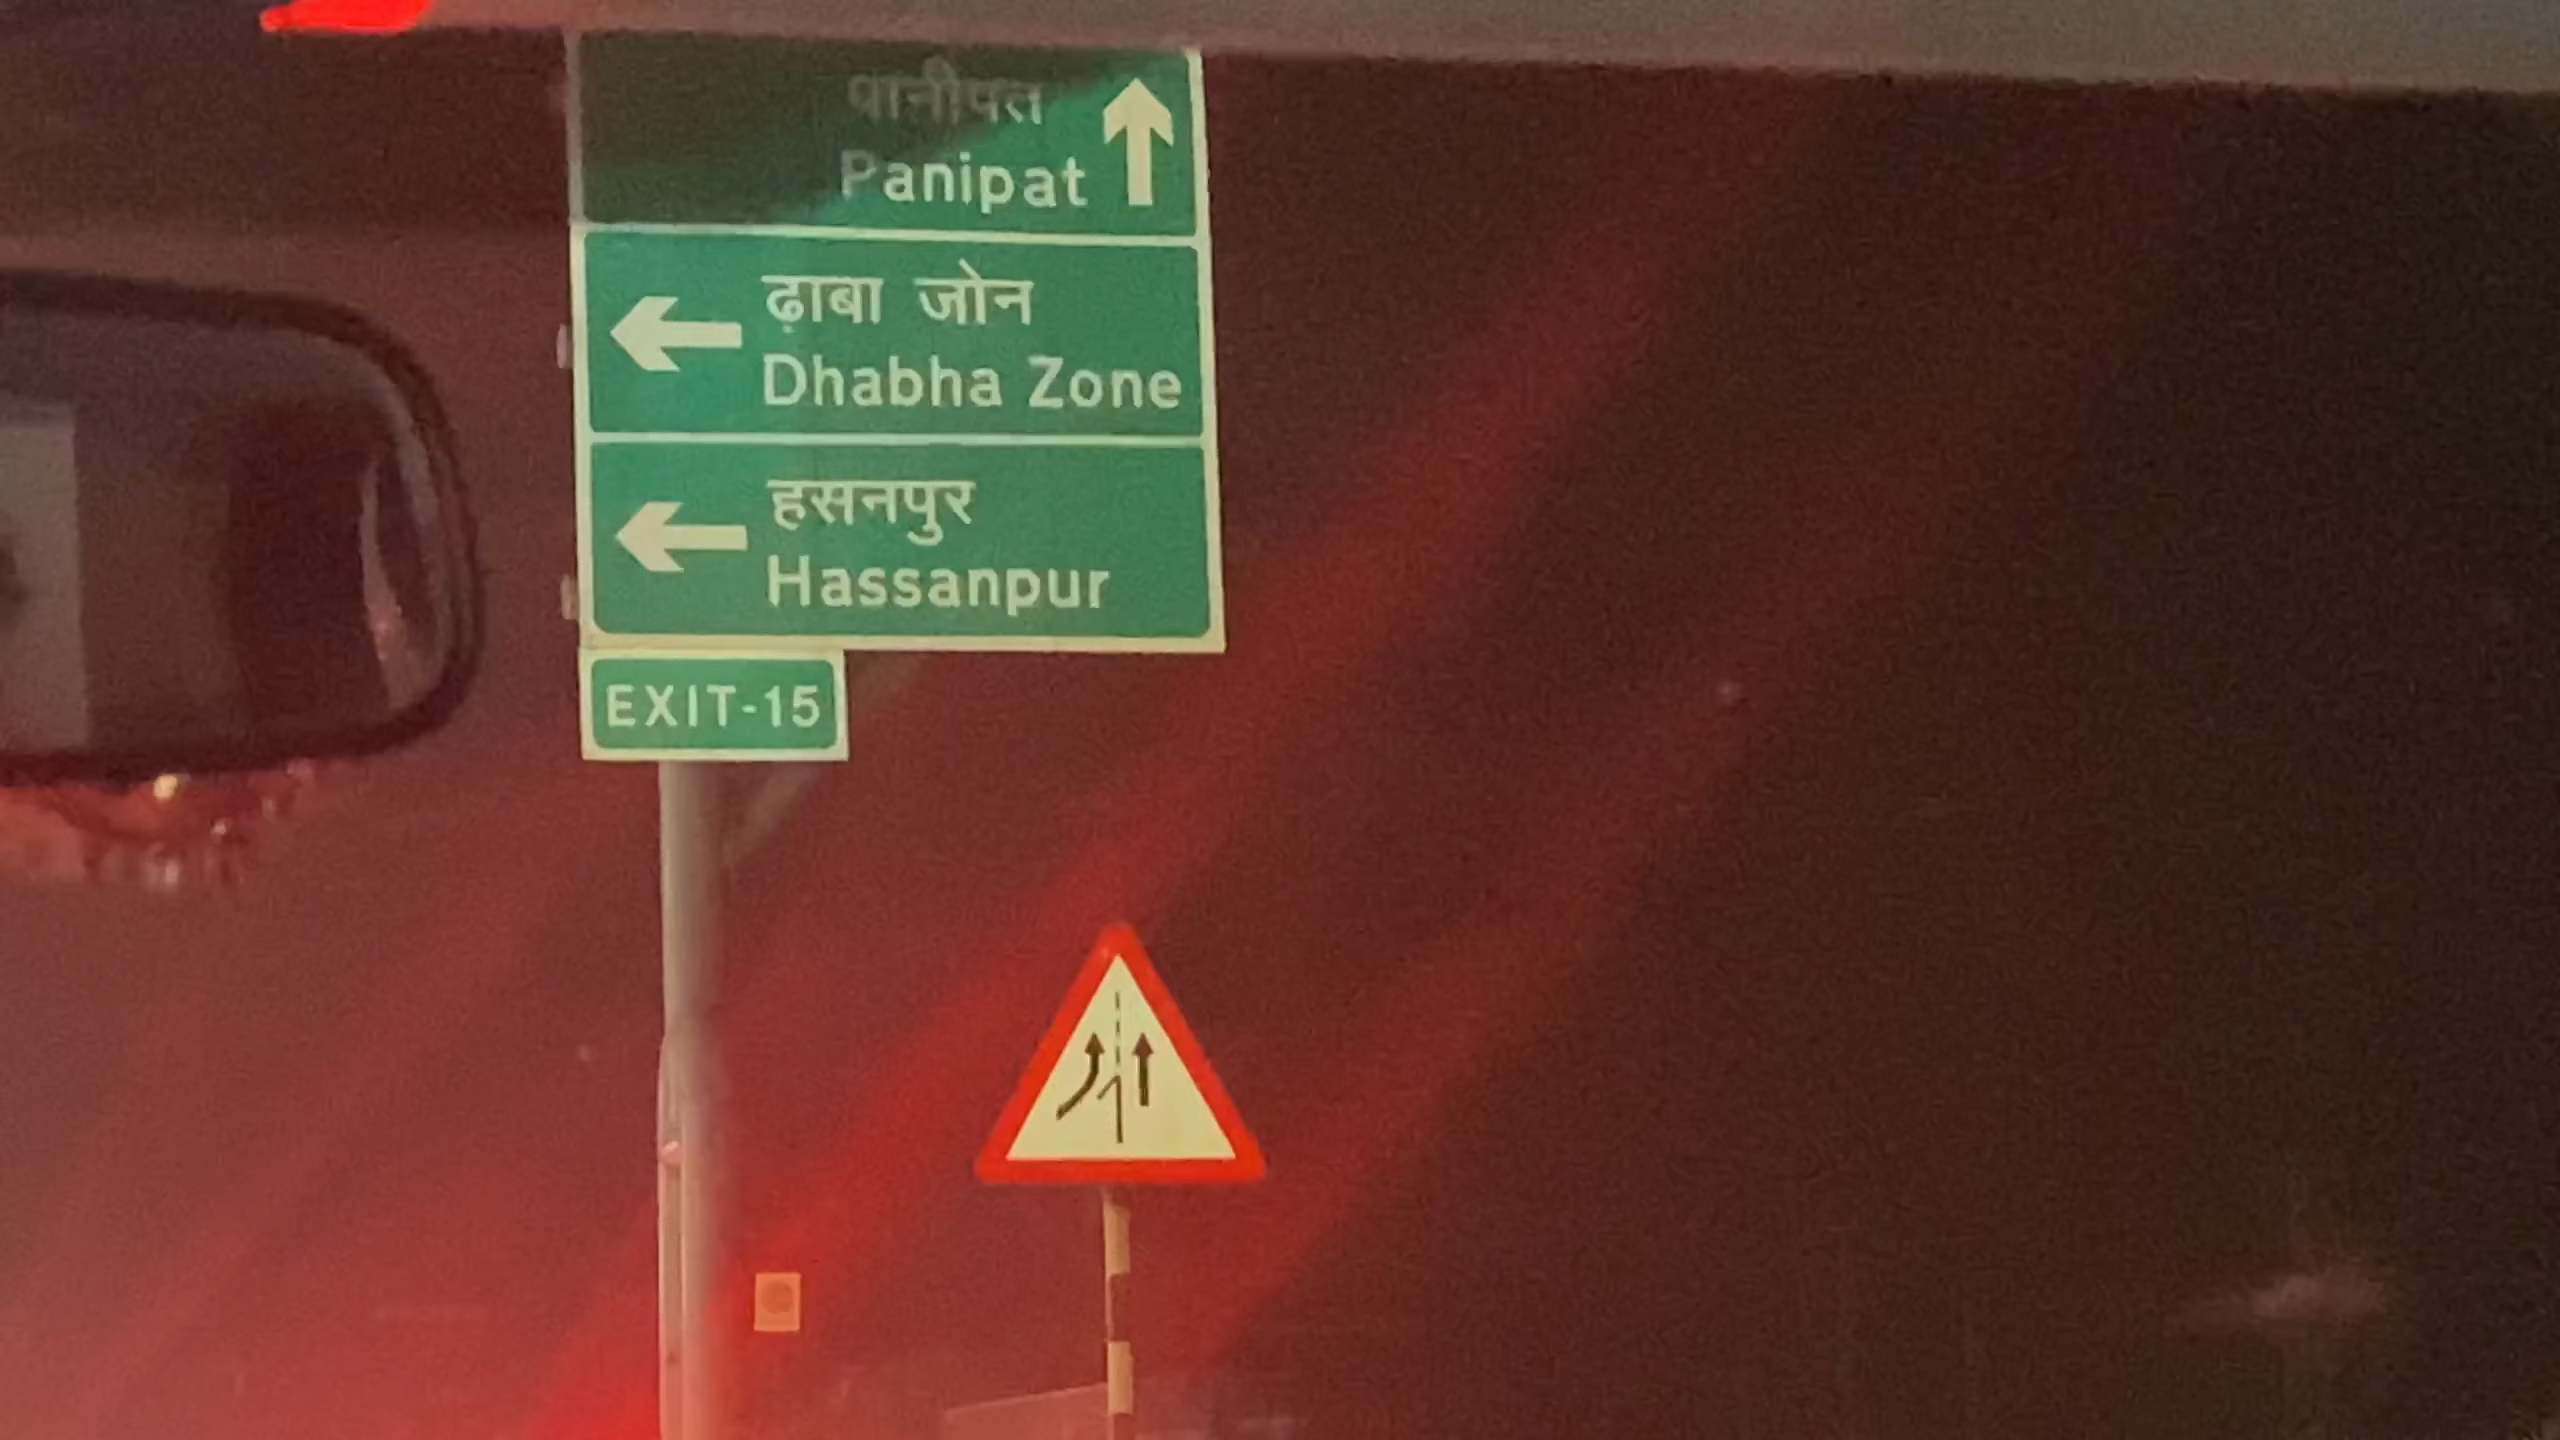 पानीपत
Panipat
ढ़ाबा जोन
Dhabha Zone
हसनपुर
Hassanpur
EXIT-15